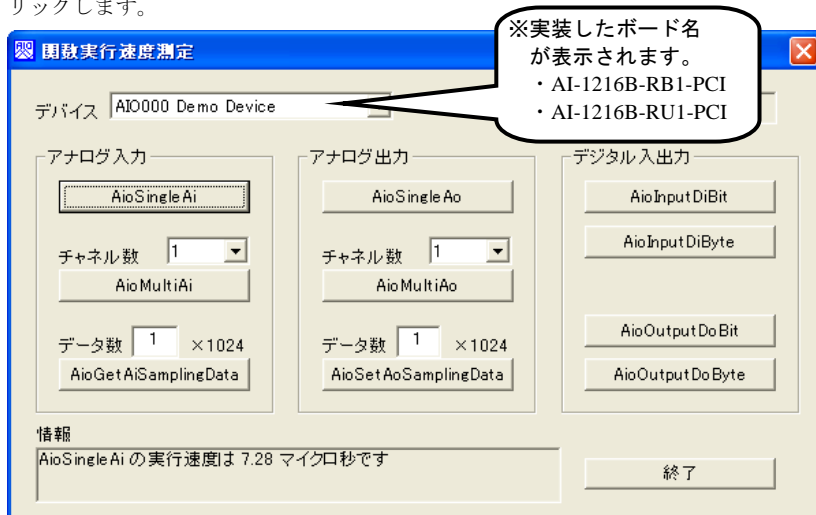 リックします。
※実装したボード名
が表示されます。
・AI-1216B-RB1-PCI
・AI-1216B-RU1-PCI
関数実行速度測定
デバイス AIO000 Demo Device
アナログ入力
AioSingleAi
チャネル数 1
AioMultiAi
データ数 1 ×1024
AioGetAiSamplingData
アナログ出力
AioSingleAo
チャネル数 1
AioMultiAo
データ数 1 ×1024
AioSetAoSamplingData
デジタル入出力
AioInputDiBit
AioInputDiByte
AioOutputDoBit
AioOutputDoByte
情報
AioSingleAi の実行速度は 7.28 マイクロ秒です
終了